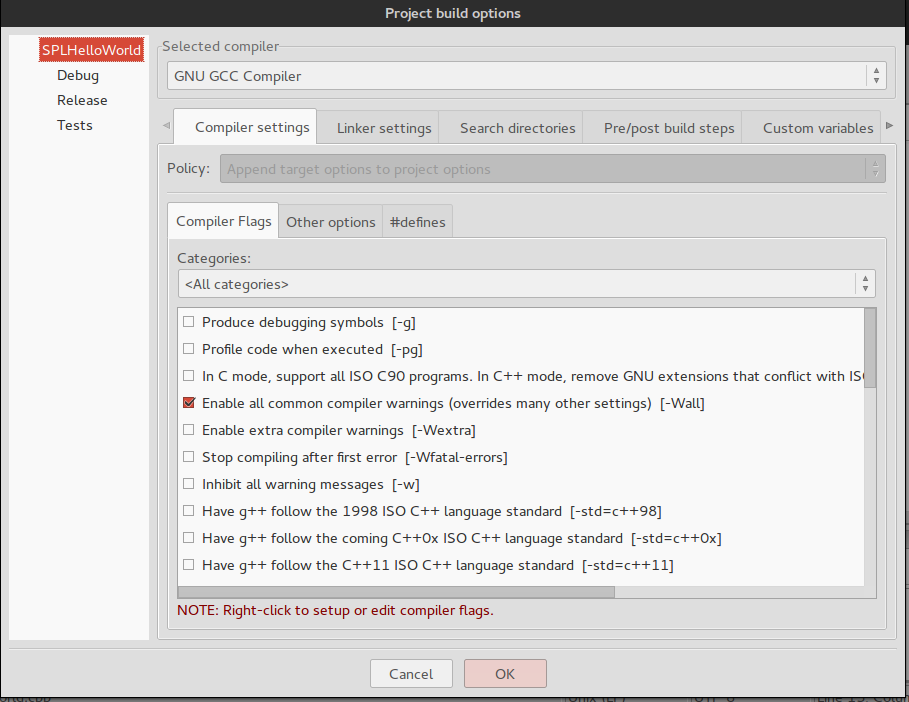 Project build options
SPLHelloWorld
Debug
Release
Tests
Selected compiler
GNU GCC Compiler
Compiler settings
Linker settings
Search directories
Pre/post build steps
Custom variables
Policy:
Append target options to project options
Compiler Flags
Other options
#defines
Categories:
<All categories>
Produce debugging symbols [-g]
Profile code when executed [-pg]
In C mode, support all ISO C90 programs. In C++ mode, remove GNU extensions that conflict with IS
Enable all common compiler warnings (overrides many other settings) [-Wall]
Enable extra compiler warnings [-Wextra]
Stop compiling after first error [-Wfatal-errors]
Inhibit all warning messages [-w]
Have g++ follow the 1998 ISO C++ language standard [-std=c++98]
Have g++ follow the coming C++0x ISO C++ language standard [-std=c++0x]
Have g++ follow the C++11 ISO C++ language standard [-std=c++11]
NOTE: Right-click to setup or edit compiler flags.
Cancel
OK